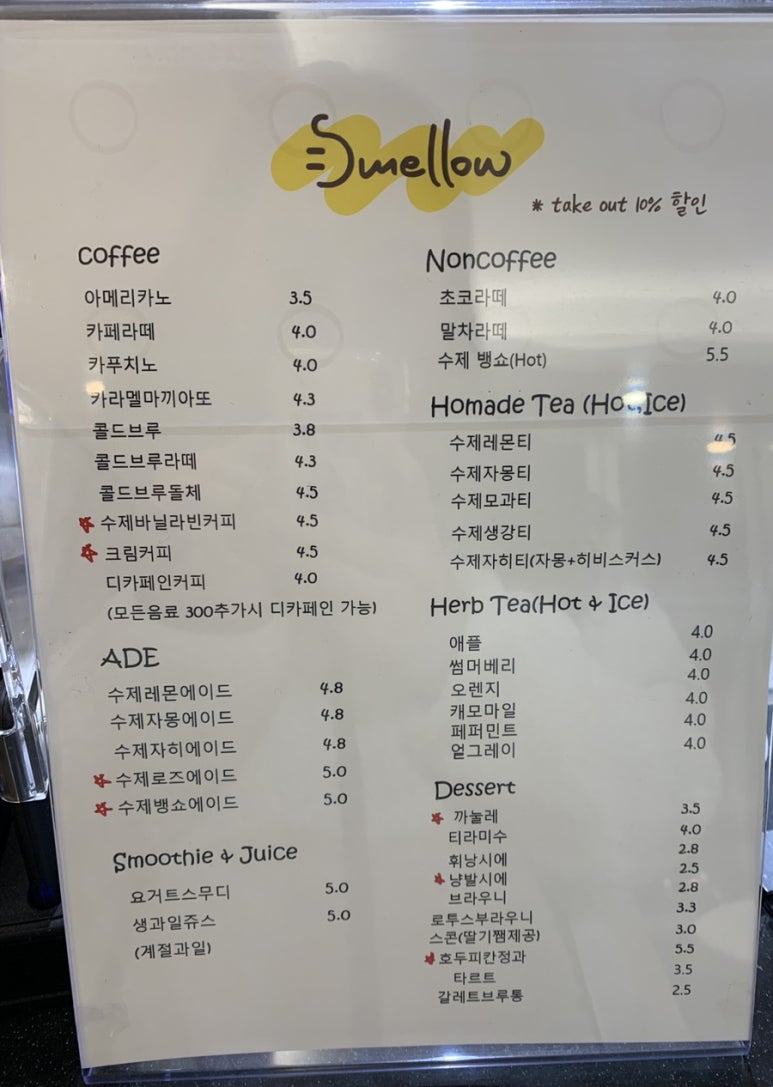 Smellow
* take out 10% 할인
coffee
아메리카노 3.5
카페라떼 4.0
카푸치노 4.0
카라멜마끼아또 4.3
콜드브루 3.8
콜드브루라떼 4.3
콜드브루돌체 4.5
수제바닐라빈커피 4.5
크림커피 4.5
디카페인커피 4.0
(모든음료 300추가시 디카페인 가능)
ADE
수제레몬에이드 4.8
수제자몽에이드 4.8
수제자히에이드 4.8
수제로즈에이드 5.0
수제뱅쇼에이드 5.0
Smoothie & Juice
요거트스무디 5.0
생과일쥬스 5.0
(계절과일)
Noncoffee
초코라떼 4.0
말차라떼 4.0
수제 뱅쇼(Hot) 5.5
Homade Tea (Hot,Ice)
수제레몬티 4.5
수제자몽티 4.5
수제모과티 4.5
수제생강티 4.5
수제자히티(자몽+히비스커스) 4.5
Herb Tea(Hot & Ice)
애플 4.0
썸머베리 4.0
오렌지 4.0
캐모마일 4.0
페퍼민트 4.0
얼그레이 4.0
Dessert
까눌레 3.5
티라미수 4.0
휘낭시에 2.8
냥발시에 2.5
브라우니 2.8
로투스부라우니 3.3
스콘(딸기쨈제공) 3.0
호두피칸정과 5.5
타르트 3.5
갈레트브루통 2.5